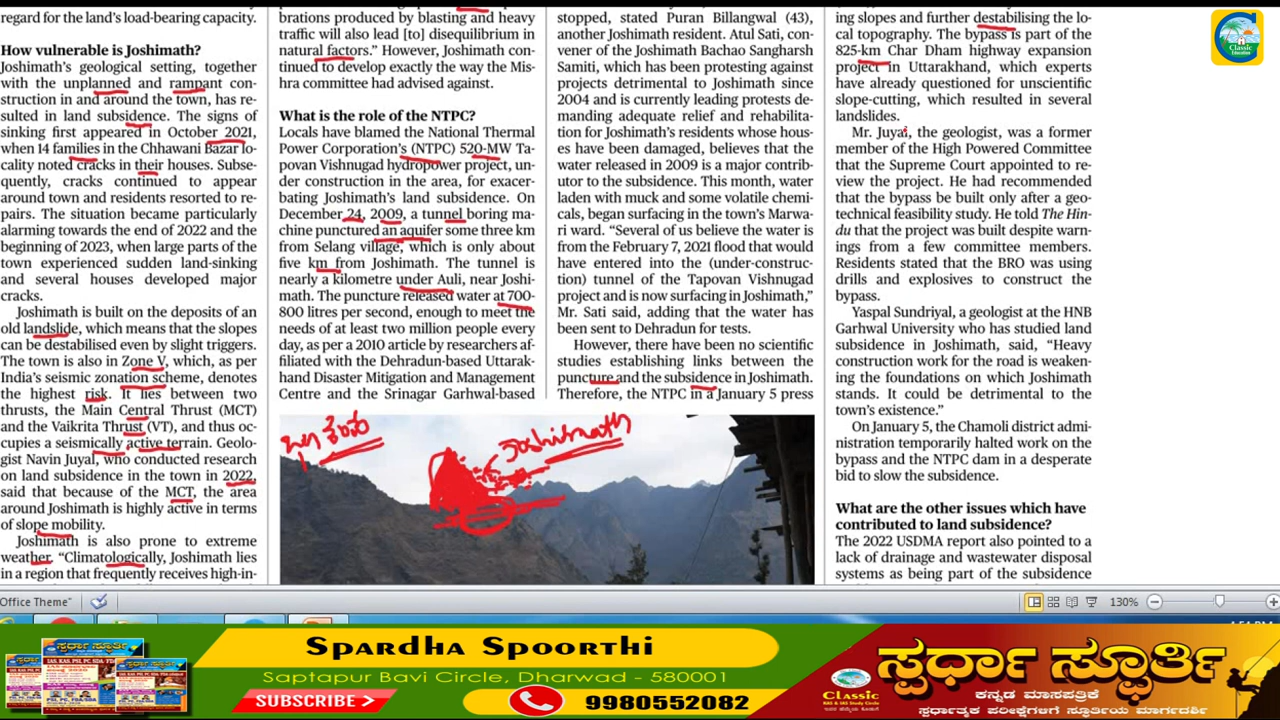 regard for the land's load-bearing capacity.
How vulnerable is Joshimath?
Joshimath's geological setting, together
with the unplanned and rampant con-
struction in and around the town, has re-
sulted in land subsidence. The signs of
sinking first appeared in October 2021,
when 14 families in the Chhawani Bazar lo-
cality noted cracks in their houses. Subse-
quently, cracks continued to appear
around town and residents resorted to re-
pairs. The situation became particularly
alarming towards the end of 2022 and the
beginning of 2023, when large parts of the
town experienced sudden land-sinking
and several houses developed major
cracks.
Joshimath is built on the deposits of an
old landslide, which means that the slopes
can be destabilised even by slight triggers.
The town is also in Zone V, which, as per
India's seismic zonation scheme, denotes
the highest risk. It lies between two
thrusts, the Main Central Thrust (MCT)
and the Vaikrita Thrust (VT), and thus oc-
cupies a seismically active terrain. Geolo-
gist Navin Juyal, who conducted research
on land subsidence in the town in 2022
said that because of the MCT, the area
around Joshimath is highly active in terms
of slope mobility.
Joshimath is also prone to extreme
weather. "Climatologically, Joshimath lies
in a region that frequently receives high-in-
brations produced by blasting and heavy
traffic will also lead [to] disequilibrium in
natural factors." However, Joshimath con-
tinued to develop exactly the way the Mis-
hra committee had advised against.
What is the role of the NTPC?
Locals have blamed the National Thermal
Power Corporation's (NTPC) 520-MW Ta-
povan Vishnugad hydropower project, un-
der construction in the area, for exacer-
bating Joshimath's land subsidence. On
December 24, 2009, a tunnel boring ma-
chine punctured an aquifer some three km
from Selang village, which is only about
five km from Joshimath. The tunnel is
nearly a kilometre under Auli, near Joshi-
math. The puncture released water at 700-
800 litres per second, enough to meet the
needs of at least two million people every
day, as per a 2010 article by researchers af-
filiated with the Dehradun-based Uttarak-
hand Disaster Mitigation and Management
Centre and the Srinagar Garhwal-based
stopped, stated Puran Billangwal (43),
another Joshimath resident. Atul Sati, con-
vener of the Joshimath Bachao Sangharsh
Samiti, which has been protesting against
projects detrimental to Joshimath since
2004 and is currently leading protests de-
manding adequate relief and rehabilita-
tion for Joshimath's residents whose hous-
es have been damaged, believes that the
water released in 2009 is a major contrib-
utor to the subsidence. This month, water
laden with muck and some volatile chemi-
cals, began surfacing in the town's Marwa-
ri ward. "Several of us believe the water is
from the February 7, 2021 flood that would
have entered into the (under-construc-
tion) tunnel of the Tapovan Vishnugad
project and is now surfacing in Joshimath,"
Mr. Sati said, adding that the water has
been sent to Dehradun for tests.
However, there have been no scientific
studies establishing links between the
puncture and the subsidence in Joshimath.
Therefore, the NTPC in a January 5 press
ing slopes and further destabilising the lo-
cal topography. The bypass is part of the
825-km Char Dham highway expansion
project in Uttarakhand, which experts
have already questioned for unscientific
slope-cutting, which resulted in several
landslides.
Mr. Juyal, the geologist, was a former
member of the High Powered Committee
that the Supreme Court appointed to re-
view the project. He had recommended
that the bypass be built only after a geo-
technical feasibility study. He told The Hin-
du that the project was built despite warn-
ings from a few committee members.
Residents stated that the BRO was using
drills and explosives to construct the
bypass.
Yaspal Sundriyal, a geologist at the HNB
Garhwal University who has studied land
subsidence in Joshimath, said, "Heavy
construction work for the road is weaken-
ing the foundations on which Joshimath
stands. It could be detrimental to the
town's existence."
On January 5, the Chamoli district ad-
ministration temporarily halted work on the
bypass and the NTPC dam in a desperate
bid to slow the subsidence.
What are the other issues which have
contributed to land subsidence?
The 2022 USDMA report also pointed to a
lack of drainage and wastewater disposal
systems as being part of the subsidence
Joshimath
Classic
Education
Office Theme"
130%
Spardha Spoorthi
Saptapur Bavi Circle, Dharwad - 580001
SUBSCRIBE >
9980552082
Classic
KAS & IAS Study Circle
ಸ್ಪರ್ಧಾ ಸ್ಫೂರ್ತಿ
ಕನ್ನಡ ಮಾಸಪತ್ರಿಕೆ
ಸ್ಪರ್ಧಾತ್ಮಕ ಪರೀಕ್ಷೆಗಳಿಗೆ ಸ್ಫೂರ್ತಿಯ ಮಾರ್ಗದರ್ಶಿ